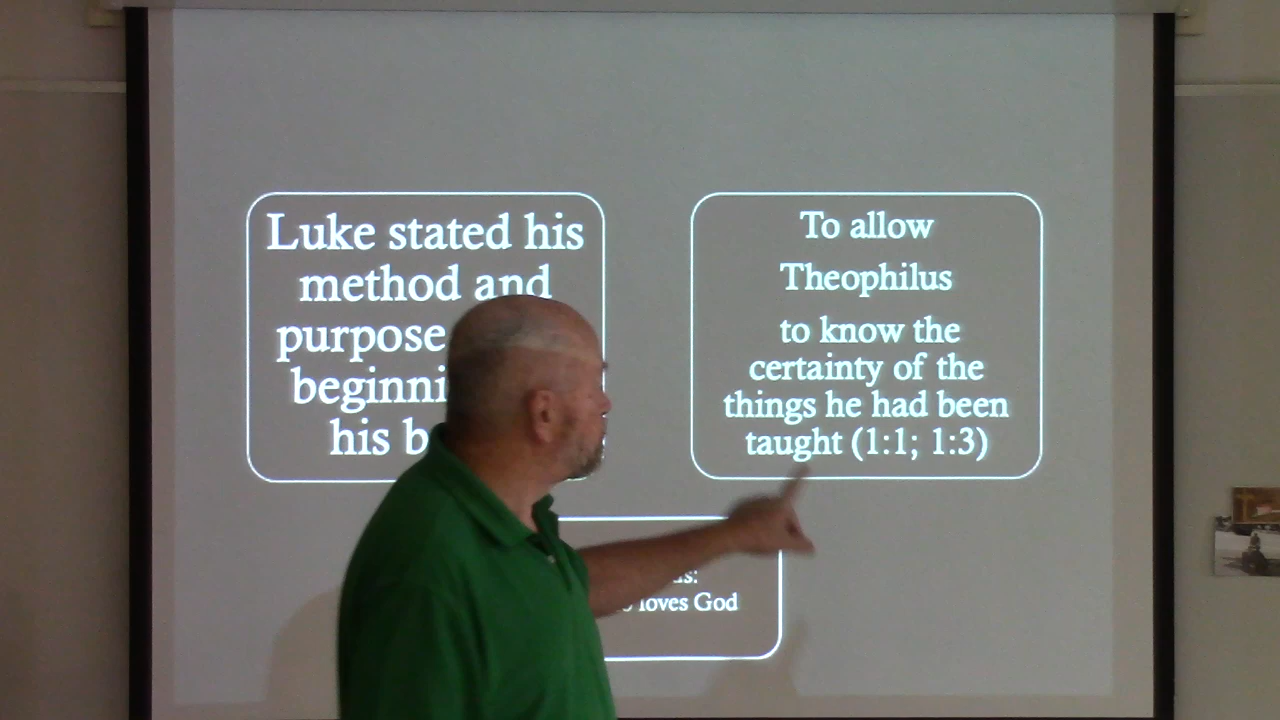 Luke stated his
method and
purpose
his
To allow
Theophilus
to know the
certainty of the
things he had been
taught (1:1; 1:3)
loves God